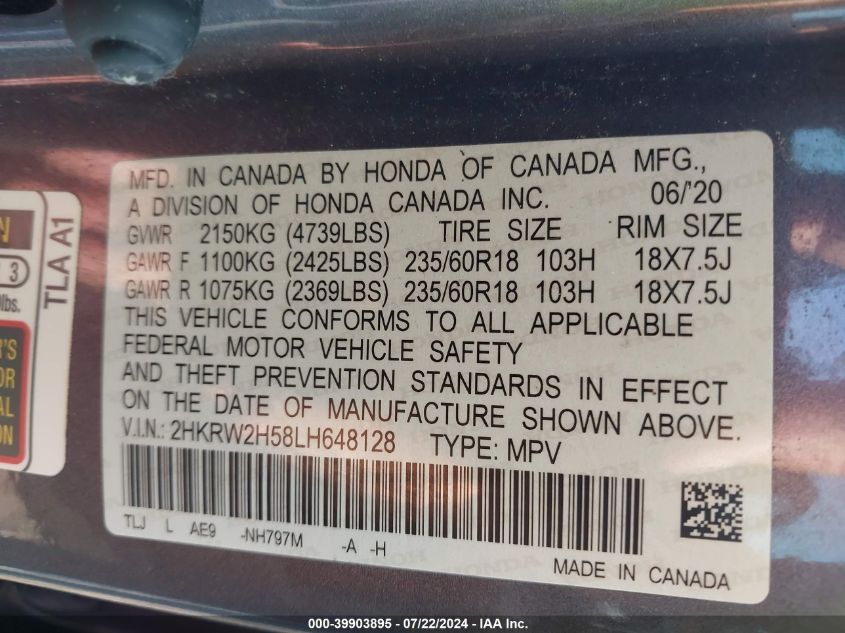 MFD. IN CANADA BY HONDA OF CANADA MFG.,
A DIVISION OF HONDA CANADA INC. 06/'20
GVWR 2150KG (4739LBS) TIRE SIZE RIM SIZE
GAWR F 1100KG (2425LBS) 235/60R18 103H 18X7.5J
GAWR R 1075KG (2369LBS) 235/60R18 103H 18X7.5J
THIS VEHICLE CONFORMS TO ALL APPLICABLE
FEDERAL MOTOR VEHICLE SAFETY
AND THEFT PREVENTION STANDARDS IN EFFECT
ON THE DATE OF MANUFACTURE SHOWN ABOVE.
V.I.N.: 2HKRW2H58LH648128 TYPE: MPV
TLJ L AE9 -NH797M -A -H
MADE IN CANADA
TLA A1
3
lbs.
000-39903895 / 07/22/2024 - IAA Inc.